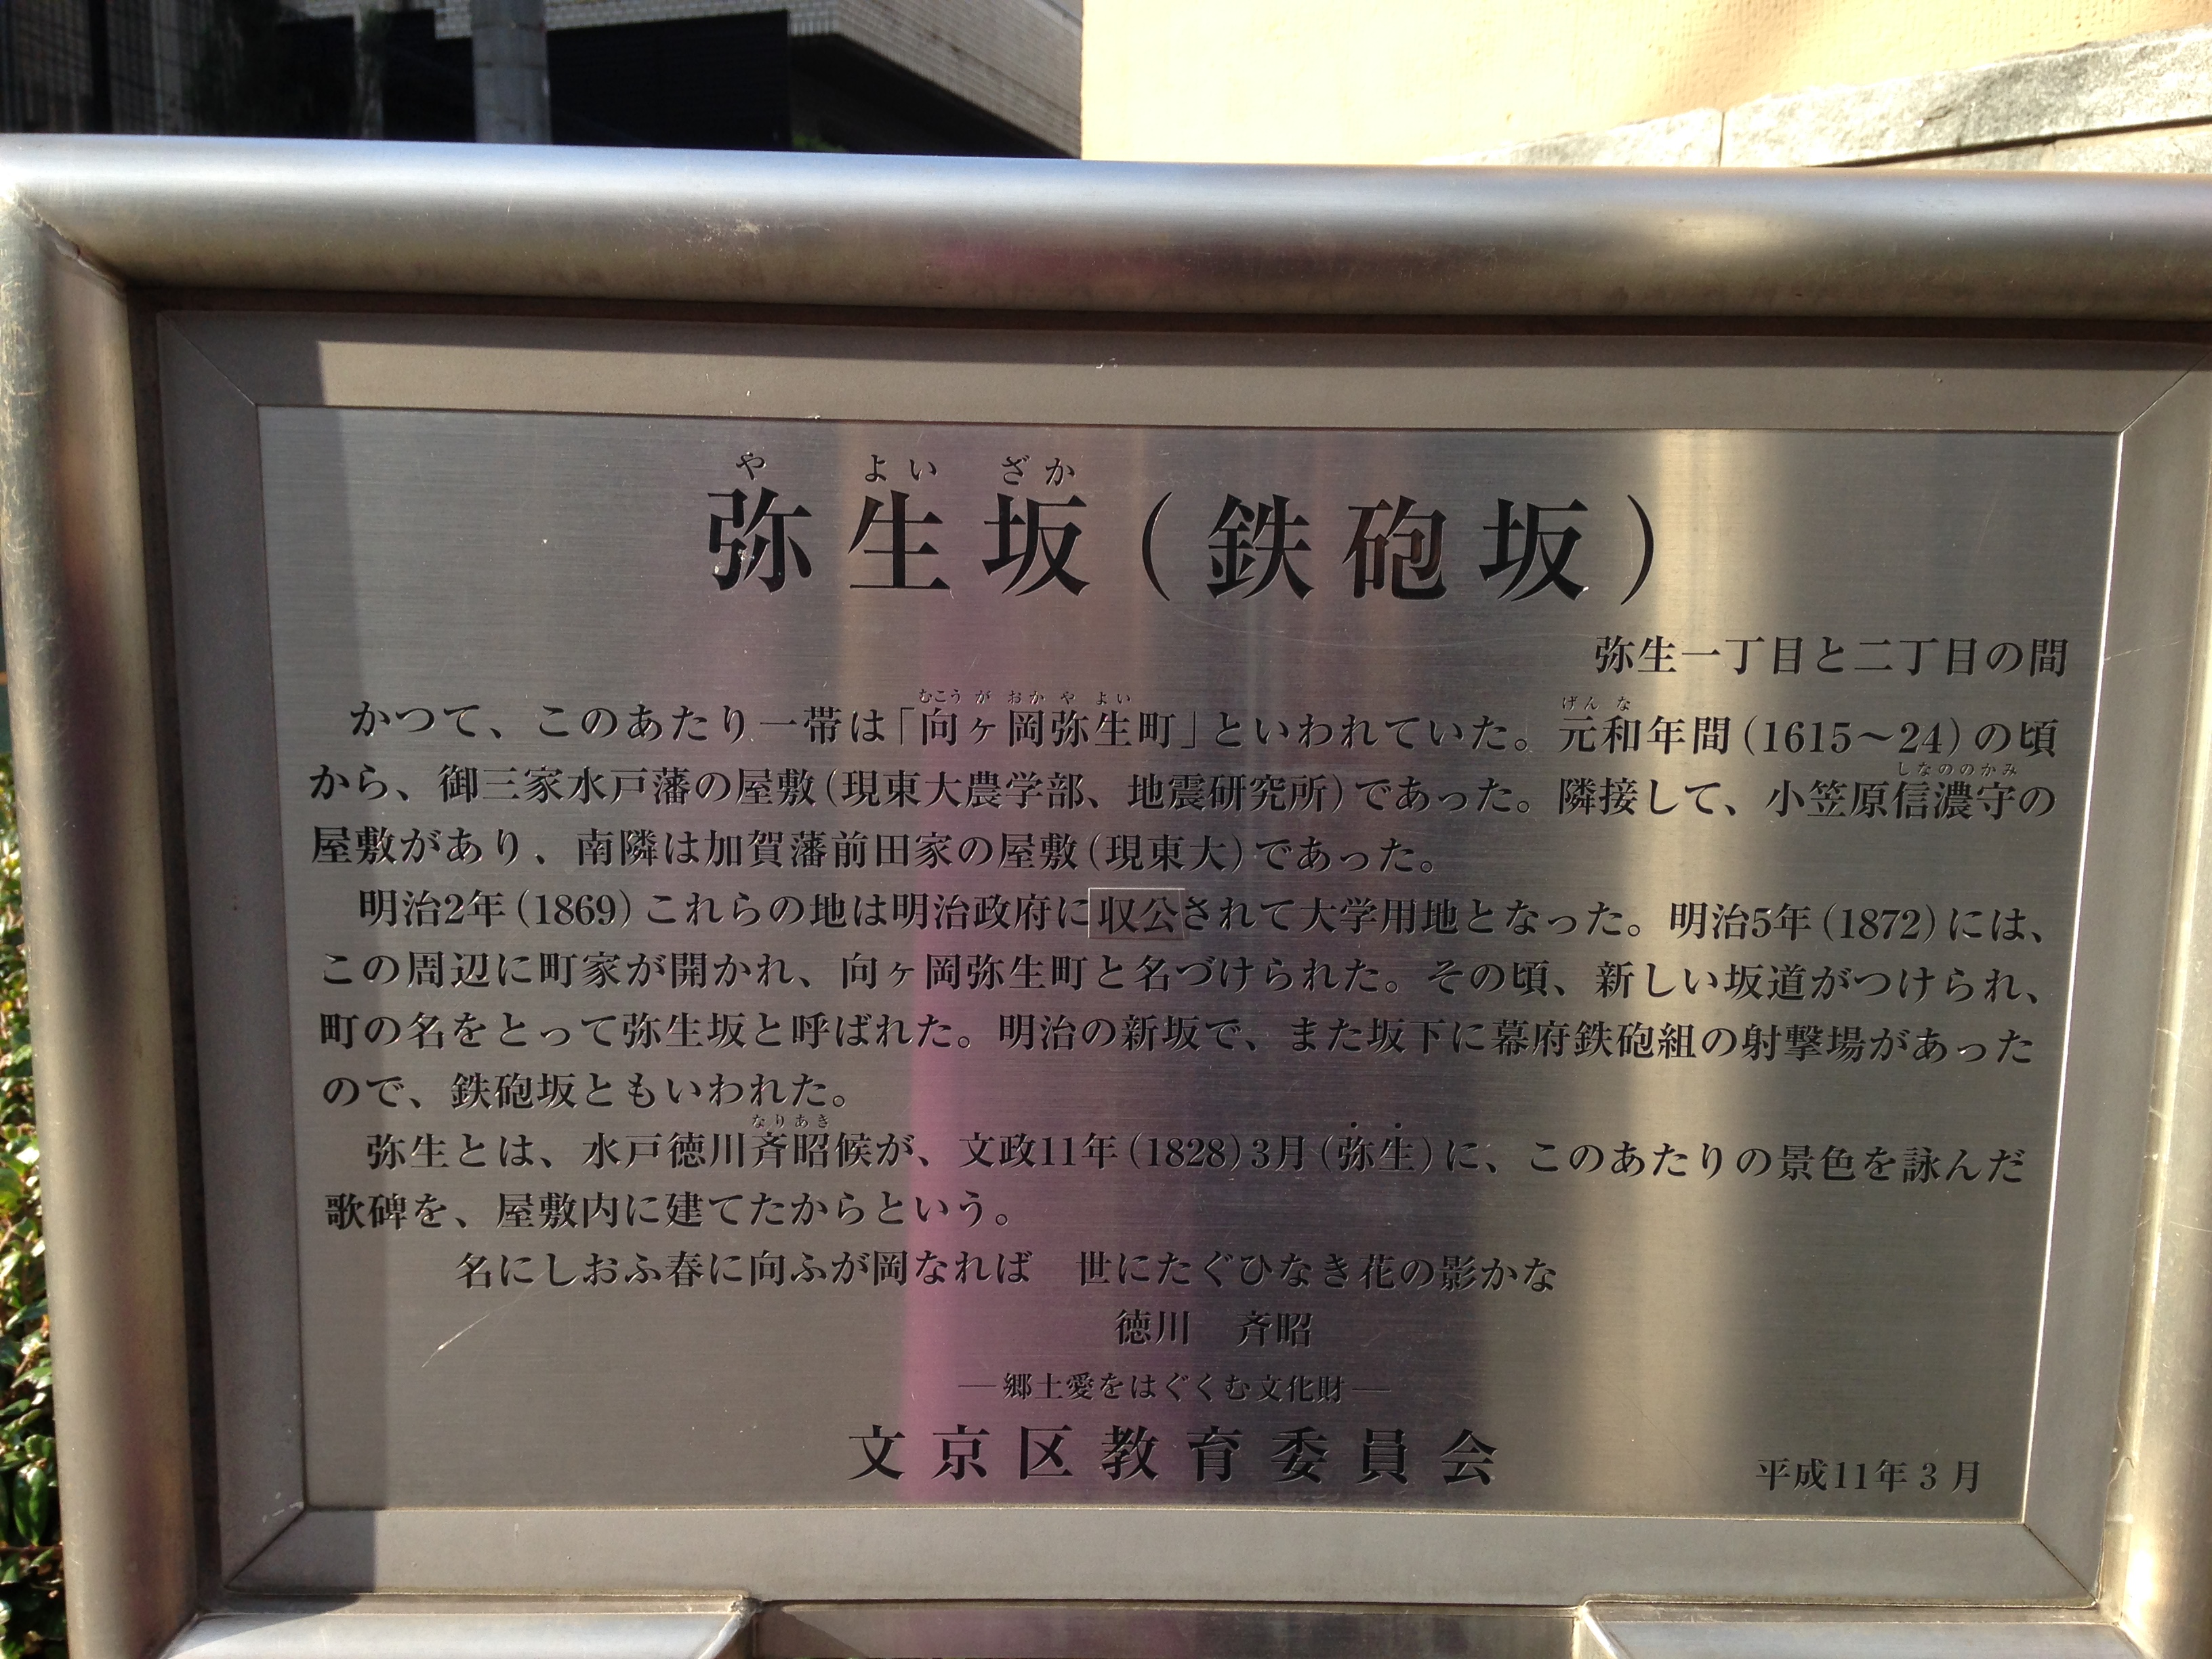 や よい ざか
弥生坂(鉄砲坂)
弥生一丁目と二丁目の間
むこう が おか や よい げん な
かつて、このあたり一帯は「向ヶ岡弥生町」といわれていた。元和年間(1615〜24)の頃
しなののかみ
から、御三家水戸藩の屋敷(現東大農学部、地震研究所)であった。隣接して、小笠原信濃守の
屋敷があり、南隣は加賀藩前田家の屋敷(現東大)であった。
明治2年(1869)これらの地は明治政府に収公されて大学用地となった。明治5年(1872)には、
この周辺に町家が開かれ、向ヶ岡弥生町と名づけられた。その頃、新しい坂道がつけられ、
町の名をとって弥生坂と呼ばれた。明治の新坂で、また坂下に幕府鉄砲組の射撃場があった
ので、鉄砲坂ともいわれた。
なりあき
弥生とは、水戸徳川斉昭候が、文政11年(1828)3月(弥生)に、このあたりの景色を詠んだ
歌碑を、屋敷内に建てたからという。
名にしおふ春に向ふが岡なれば 世にたぐひなき花の影かな
徳川 斉昭
―郷土愛をはぐくむ文化財―
文京区教育委員会
平成11年3月